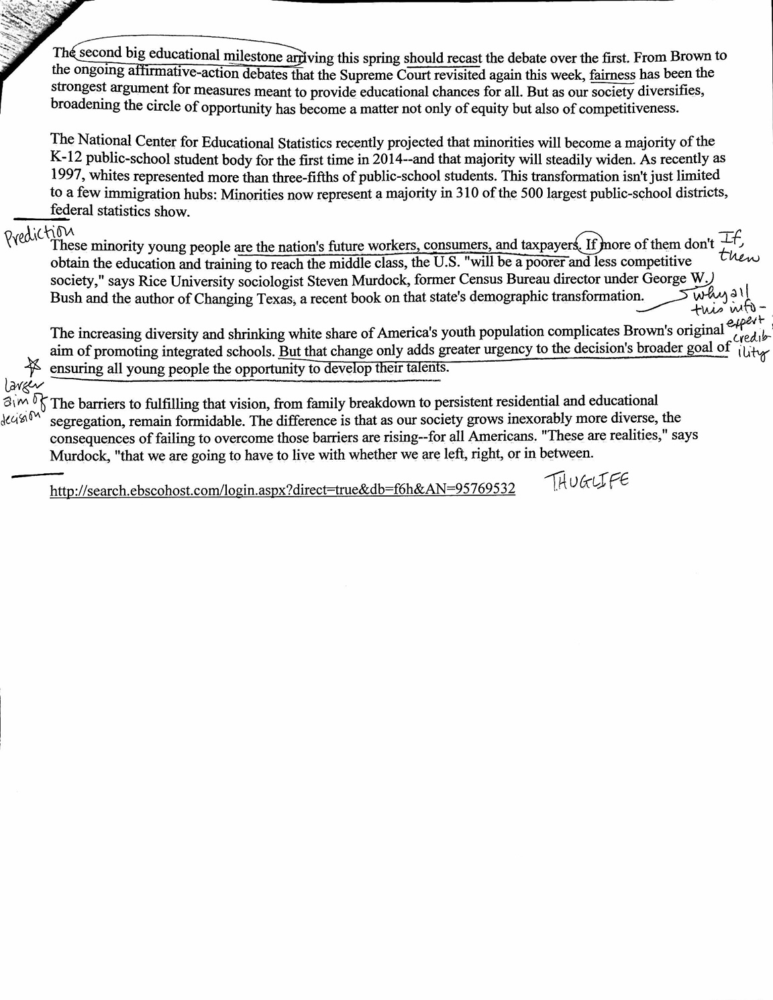 The second big educational milestone arriving this spring should recast the debate over the first. From Brown to
the ongoing affirmative-action debates that the Supreme Court revisited again this week, fairness has been the
strongest argument for measures meant to provide educational chances for all. But as our society diversifies,
broadening the circle of opportunity has become a matter not only of equity but also of competitiveness.
The National Center for Educational Statistics recently projected that minorities will become a majority of the
K-12 public-school student body for the first time in 2014--and that majority will steadily widen. As recently as
1997, whites represented more than three-fifths of public-school students. This transformation isn't just limited
to a few immigration hubs: Minorities now represent a majority in 310 of the 500 largest public-school districts,
federal statistics show.
Prediction
These minority young people are the nation's future workers, consumers, and taxpayers. If more of them don't
obtain the education and training to reach the middle class, the U.S. "will be a poorer and less competitive
society," says Rice University sociologist Steven Murdock, former Census Bureau director under George W.
Bush and the author of Changing Texas, a recent book on that state's demographic transformation.
If,
then
why all
this info-
expert
credib
ility
The increasing diversity and shrinking white share of America's youth population complicates Brown's original
aim of promoting integrated schools. But that change only adds greater urgency to the decision's broader goal of
ensuring all young people the opportunity to develop their talents.
larger
aim of
decision
The barriers to fulfilling that vision, from family breakdown to persistent residential and educational
segregation, remain formidable. The difference is that as our society grows inexorably more diverse, the
consequences of failing to overcome those barriers are rising--for all Americans. "These are realities," says
Murdock, "that we are going to have to live with whether we are left, right, or in between.
http://search.ebscohost.com/login.aspx?direct=true&db=f6h&AN=95769532
THUGLIFE